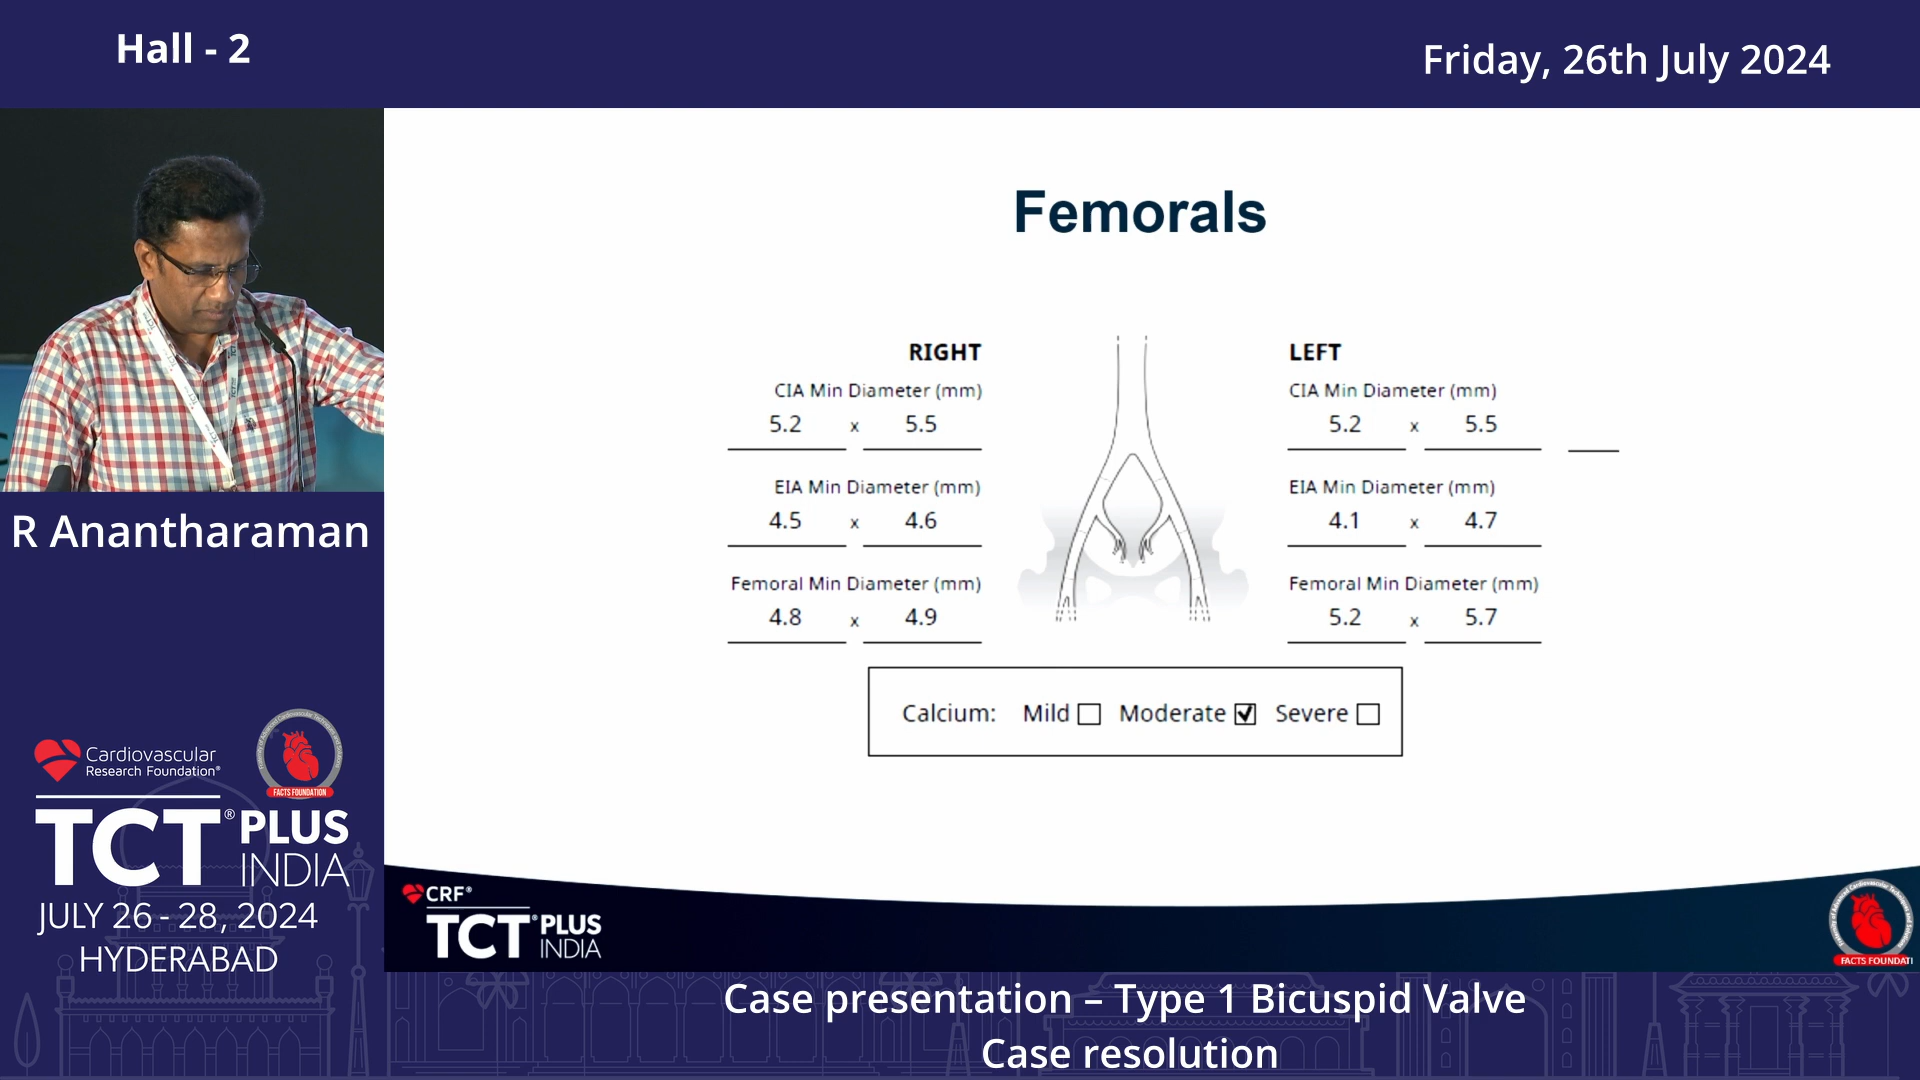 Hall - 2
Friday, 26th July 2024
Femorals
RIGHT
CIA Min Diameter (mm)
5.2 x 5.5
EIA Min Diameter (mm)
4.5 x 4.6
Femoral Min Diameter (mm)
4.8 x 4.9
LEFT
CIA Min Diameter (mm)
5.2 x 5.5
EIA Min Diameter (mm)
4.1 x 4.7
Femoral Min Diameter (mm)
5.2 x 5.7
Calcium: Mild Moderate Severe
R Anantharaman
Cardiovascular
Research Foundation®
FACTS FOUNDATION
TCT® PLUS
INDIA
JULY 26 - 28, 2024
HYDERABAD
CRF®
TCT® PLUS
INDIA
FACTS FOUNDATI
Case presentation – Type 1 Bicuspid Valve
Case resolution